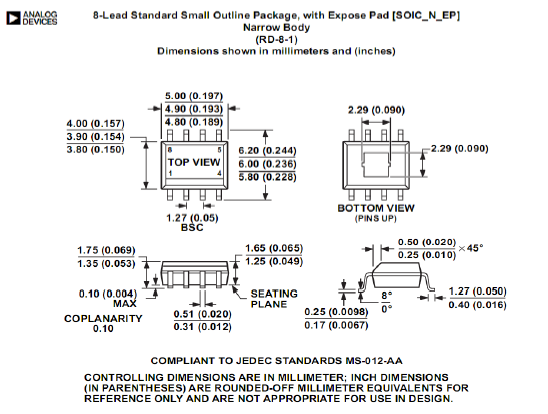 ANALOG
DEVICES
8-Lead Standard Small Outline Package, with Expose Pad [SOIC_N_EP]
Narrow Body
(RD-8-1)
Dimensions shown in millimeters and (inches)
5.00 (0.197)
4.90 (0.193)
4.80 (0.189)
4.00 (0.157)
3.90 (0.154)
3.80 (0.150)
8
5
TOP VIEW
1
4
6.20 (0.244)
6.00 (0.236)
5.80 (0.228)
1.27 (0.05)
BSC
2.29 (0.090)
2.29 (0.090)
BOTTOM VIEW
(PINS UP)
1.75 (0.069)
1.35 (0.053)
1.65 (0.065)
1.25 (0.049)
0.10 (0.004)
MAX
COPLANARITY
0.10
0.51 (0.020)
0.31 (0.012)
SEATING
PLANE
0.50 (0.020)
0.25 (0.010)
× 45°
0.25 (0.0098)
0.17 (0.0067)
8°
0°
1.27 (0.050)
0.40 (0.016)
COMPLIANT TO JEDEC STANDARDS MS-012-AA
CONTROLLING DIMENSIONS ARE IN MILLIMETER; INCH DIMENSIONS
(IN PARENTHESES) ARE ROUNDED-OFF MILLIMETER EQUIVALENTS FOR
REFERENCE ONLY AND ARE NOT APPROPRIATE FOR USE IN DESIGN.